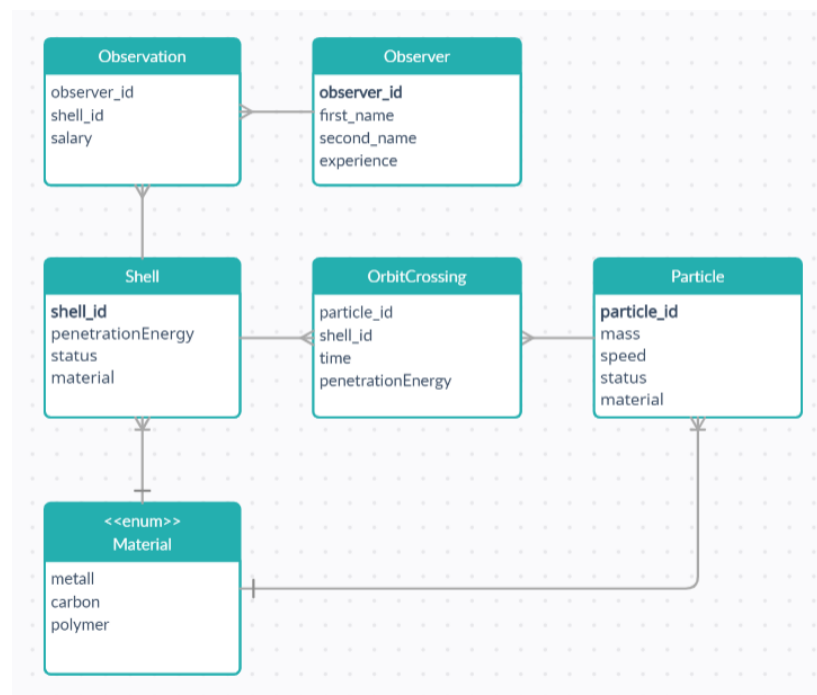 Observation
observer_id
shell_id
salary
Observer
observer_id
first_name
second_name
experience
Shell
shell_id
penetrationEnergy
status
material
OrbitCrossing
particle_id
shell_id
time
penetrationEnergy
Particle
particle_id
mass
speed
status
material
<<enum>>
Material
metall
carbon
polymer